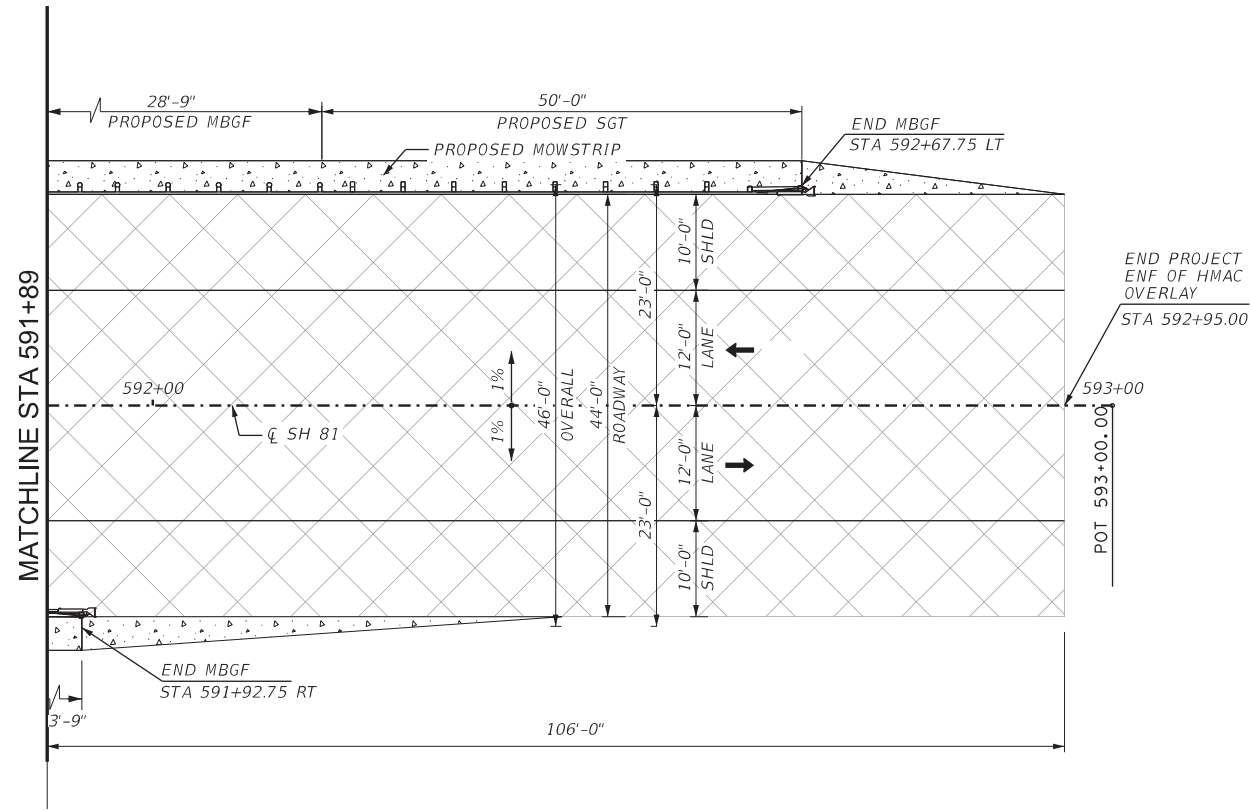 28'-9"
PROPOSED MBGF
50'-0"
PROPOSED SGT
PROPOSED MOWSTRIP
END MBGF
STA 592+67.75 LT
MATCHLINE STA 591+89
10'-0"
SHLD
23'-0"
12'-0"
LANE
END PROJECT
ENF OF HMAC
OVERLAY
STA 592+95.00
592+00
1%
1%
46'-0"
OVERALL
44'-0"
ROADWAY
593+00
℄ SH 81
12'-0"
LANE
23'-0"
10'-0"
SHLD
POT 593+00.00
END MBGF
STA 591+92.75 RT
3'-9"
106'-0"